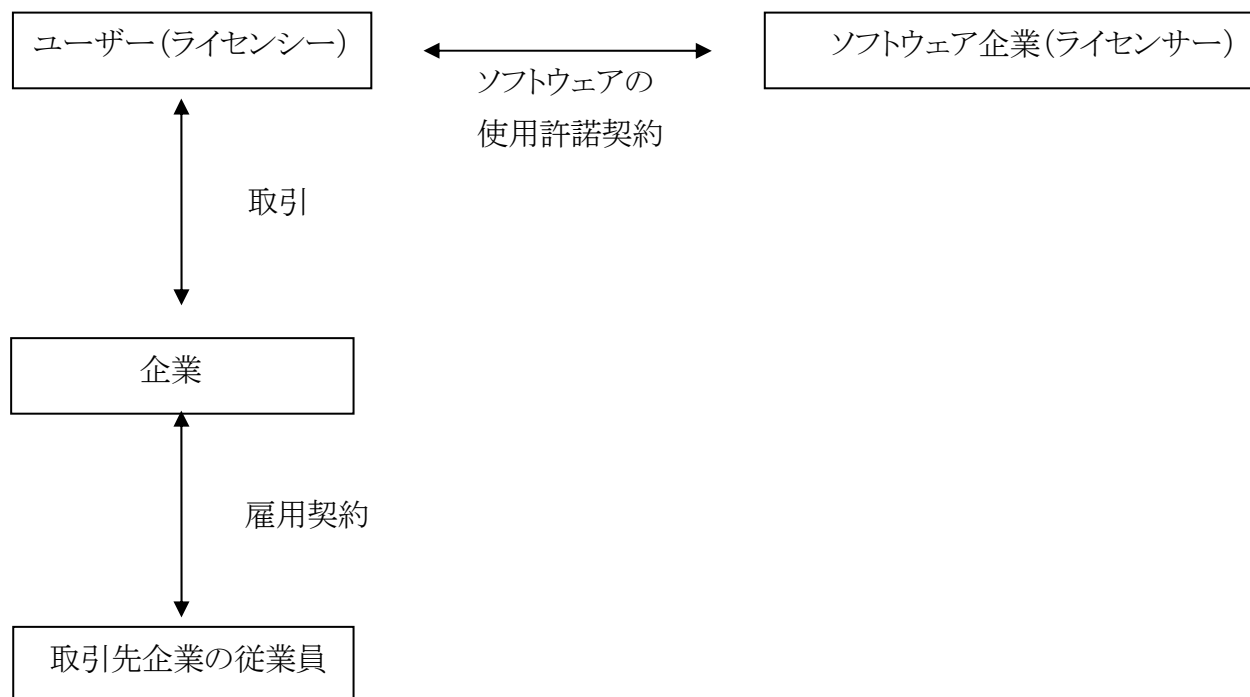 ユーザー(ライセンシー)
ソフトウェア企業(ライセンサー)
ソフトウェアの
使用許諾契約
取引
企業
雇用契約
取引先企業の従業員